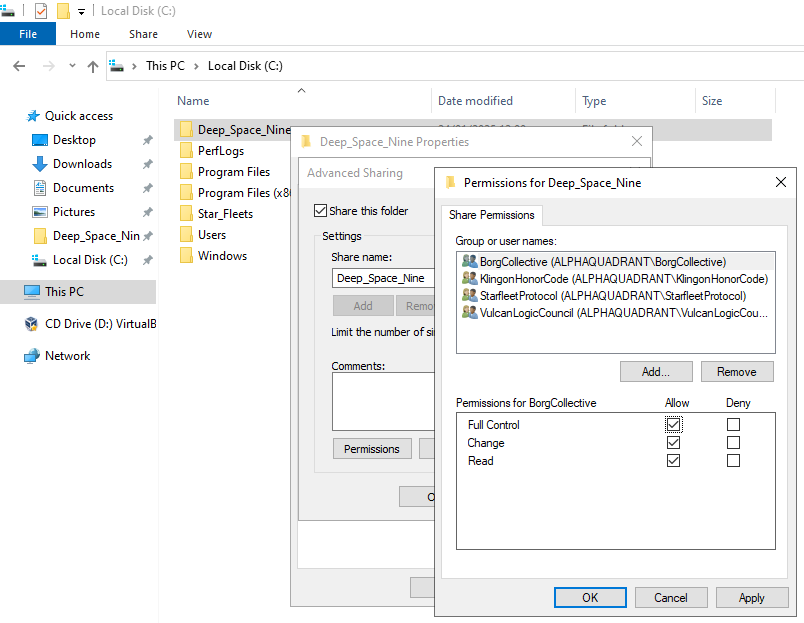 Local Disk (C:)
File Home Share View
This PC Local Disk (C:)
Name Date modified Type Size
Quick access
Desktop
Downloads
Documents
Pictures
Deep_Space_Nin
Local Disk (C:)
This PC
CD Drive (D:) VirtualB
Network
Deep_Space_Nine
PerfLogs
Program Files
Program Files (x8
Star_Fleets
Users
Windows
Deep_Space_Nine Properties
Advanced Sharing
Share this folder
Settings
Share name:
Deep_Space_Nine
Add Remo
Limit the number of si
Comments:
Permissions
O
Permissions for Deep_Space_Nine
Share Permissions
Group or user names:
BorgCollective (ALPHAQUADRANT\BorgCollective)
KlingonHonorCode (ALPHAQUADRANT\KlingonHonorCode)
StarfleetProtocol (ALPHAQUADRANT\StarfleetProtocol)
VulcanLogicCouncil (ALPHAQUADRANT\VulcanLogicCou...
Add... Remove
Permissions for BorgCollective Allow Deny
Full Control
Change
Read
OK Cancel Apply